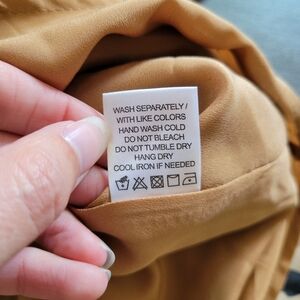 WASH SEPARATELY/
WITH LIKE COLORS
HAND WASH COLD
DO NOT BLEACH
DO NOT TUMBLE DRY
HANG DRY
COOL IRON IF NEEDED